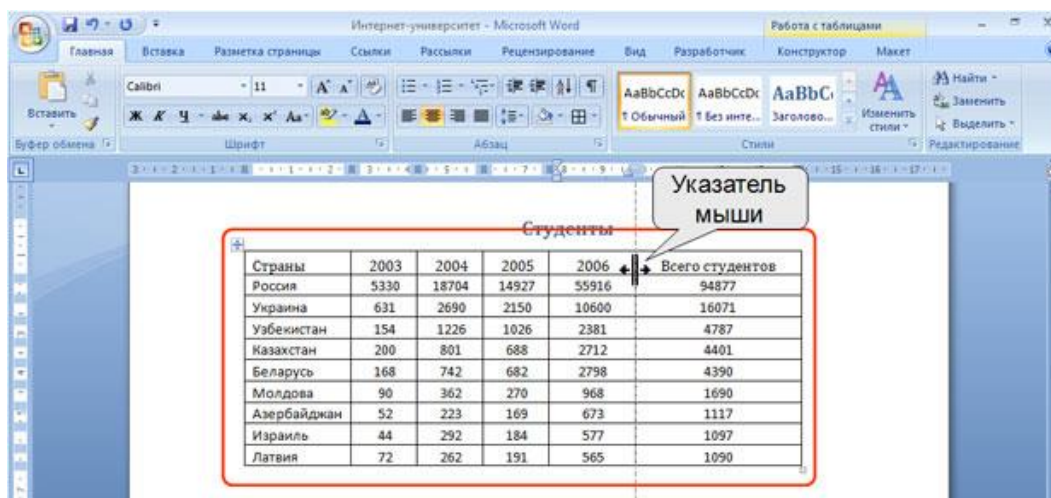 Интернет-университет - Microsoft Word
Работа с таблицами
Главная Вставка Разметка страницы Ссылки Рассылки Рецензирование Вид Разработчик Конструктор Макет
Вставить
Calibri 11
Ж К Ч abc x, x' Aa
AaBbCcDc AaBbCcDc AaBbC
¶ Обычный ¶ Без инте... Заголово...
Изменить
стили
Найти
Заменить
Выделить
Буфер обмена Шрифт Абзац Стили Редактирование
Указатель
мыши
Студенты
Страны 2003 2004 2005 2006 Всего студентов
Россия 5330 18704 14927 55916 94877
Украина 631 2690 2150 10600 16071
Узбекистан 154 1226 1026 2381 4787
Казахстан 200 801 688 2712 4401
Беларусь 168 742 682 2798 4390
Молдова 90 362 270 968 1690
Азербайджан 52 223 169 673 1117
Израиль 44 292 184 577 1097
Латвия 72 262 191 565 1090